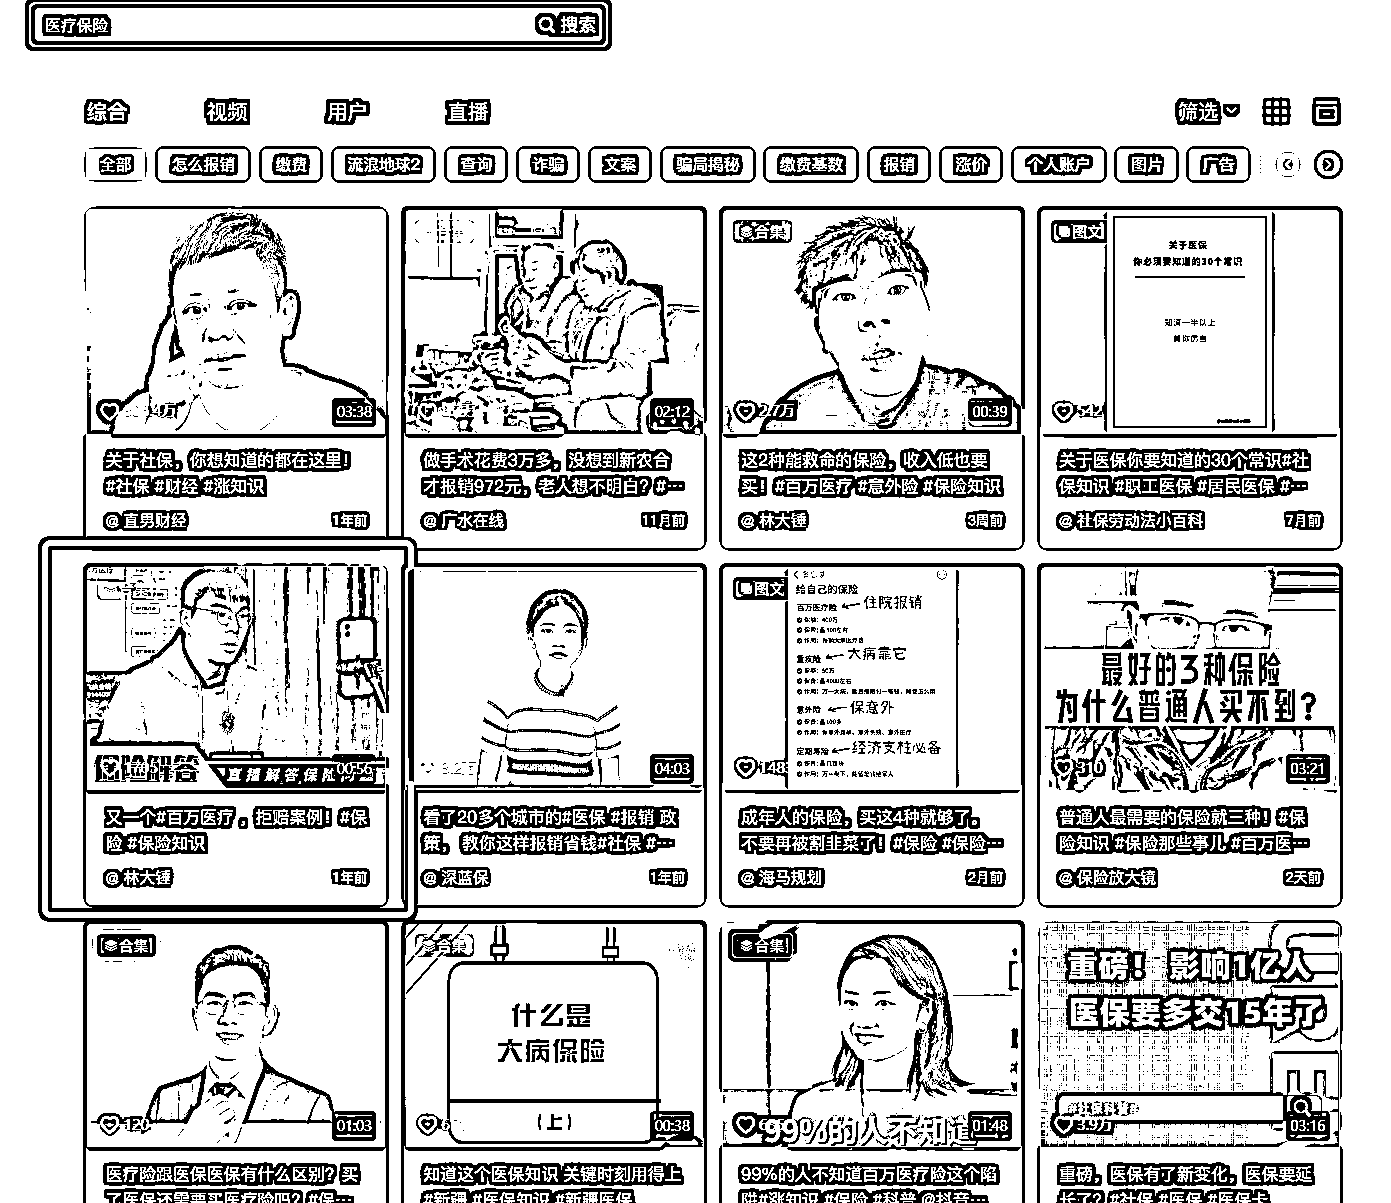 医疗保险
搜索
综合 视频 用户 直播 筛选
全部 怎么报销 缴费 流浪地球2 查询 诈骗 文案 骗局揭秘 缴费基数 报销 涨价 个人账户 图片 广告
03:38
关于社保，你想知道的都在这里！
#社保 #财经 #涨知识
@直男财经 1年前
02:12
做手术花费3万多，没想到新农合
才报销972元，老人想不明白？#…
@广水在线 11月前
合集
00:39
这2种能救命的保险，收入低也要
买！#百万医疗 #意外险 #保险知识
@林大锤 3周前
图文
关于医保
你必须要知道的30个常识
知道一半以上
542
关于医保你要知道的30个常识#社
保知识 #职工医保 #居民医保 #…
@社保劳动法小百科 7月前
保险解答
直播解答保险
00:56
又一个#百万医疗，拒赔案例！#保
险 #保险知识
@林大锤 1年前
04:03
看了20多个城市的#医保 #报销 政
策，教你这样报销省钱#社保 #…
@深蓝保 1年前
图文
给自己的保险
百万医疗险 住院报销
重疾险 大病靠它
意外险 保意外
定期寿险 经济支柱必备
148
成年人的保险，买这4种就够了。
不要再被割韭菜了！#保险 #保险…
@海马规划 2月前
最好的3种保险
为什么普通人买不到？
310
03:21
普通人最需要的保险就三种！#保
险知识 #保险那些事儿 #百万医…
@保险放大镜 2天前
合集
120
01:03
医疗险跟医保医保有什么区别？买
了医保还需要买医疗险吗？#保…
合集
什么是
大病保险
（上）
00:38
知道这个医保知识 关键时刻用得上
#新疆 #医保知识 #新疆医保
合集
99%的人不知道
01:48
99%的人不知道百万医疗险这个陷
阱#涨知识 #保险 #科普 @抖音…
重磅！影响1亿人
医保要多交15年了
#社保科普
3.9万
03:16
重磅，医保有了新变化，医保要延
长了？#社保 #医保 #医保卡